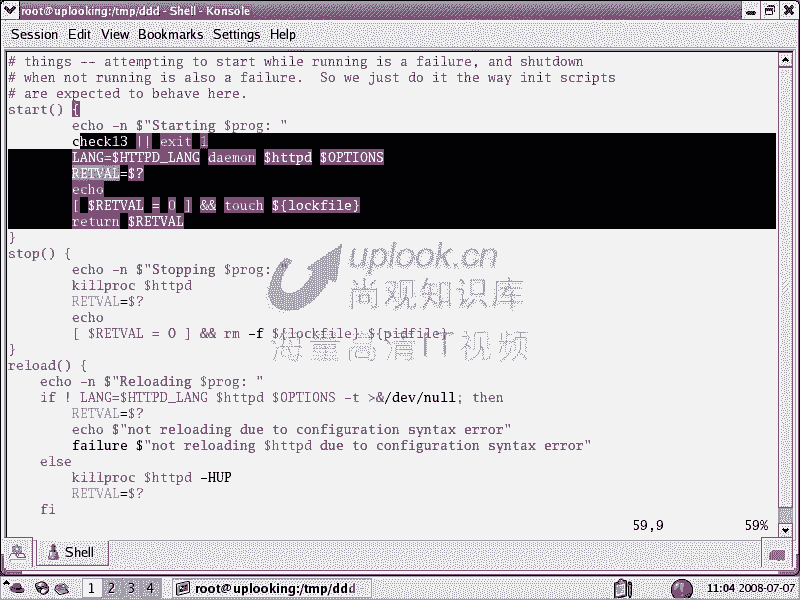 root@uplooking:/tmp/ddd - Shell - Konsole
Session Edit View Bookmarks Settings Help
# things -- attempting to start while running is a failure, and shutdown
# when not running is also a failure.  So we just do it the way init scripts
# are expected to behave here.
start() {
        echo -n $"Starting $prog: "
        check13 || exit 1
        LANG=$HTTPD_LANG daemon $httpd $OPTIONS
        RETVAL=$?
        echo
        [ $RETVAL = 0 ] && touch ${lockfile}
        return $RETVAL
}
stop() {
        echo -n $"Stopping $prog: "
        killproc $httpd
        RETVAL=$?
        echo
        [ $RETVAL = 0 ] && rm -f ${lockfile} ${pidfile}
}
reload() {
    echo -n $"Reloading $prog: "
    if ! LANG=$HTTPD_LANG $httpd $OPTIONS -t >&/dev/null; then
        RETVAL=$?
        echo $"not reloading due to configuration syntax error"
        failure $"not reloading $httpd due to configuration syntax error"
    else
        killproc $httpd -HUP
        RETVAL=$?
    fi
59,9 59%
uplook.cn
尚观知识库
海量高清IT视频
Shell
1 2 3 4 root@uplooking:/tmp/ddd 11:04 2008-07-07